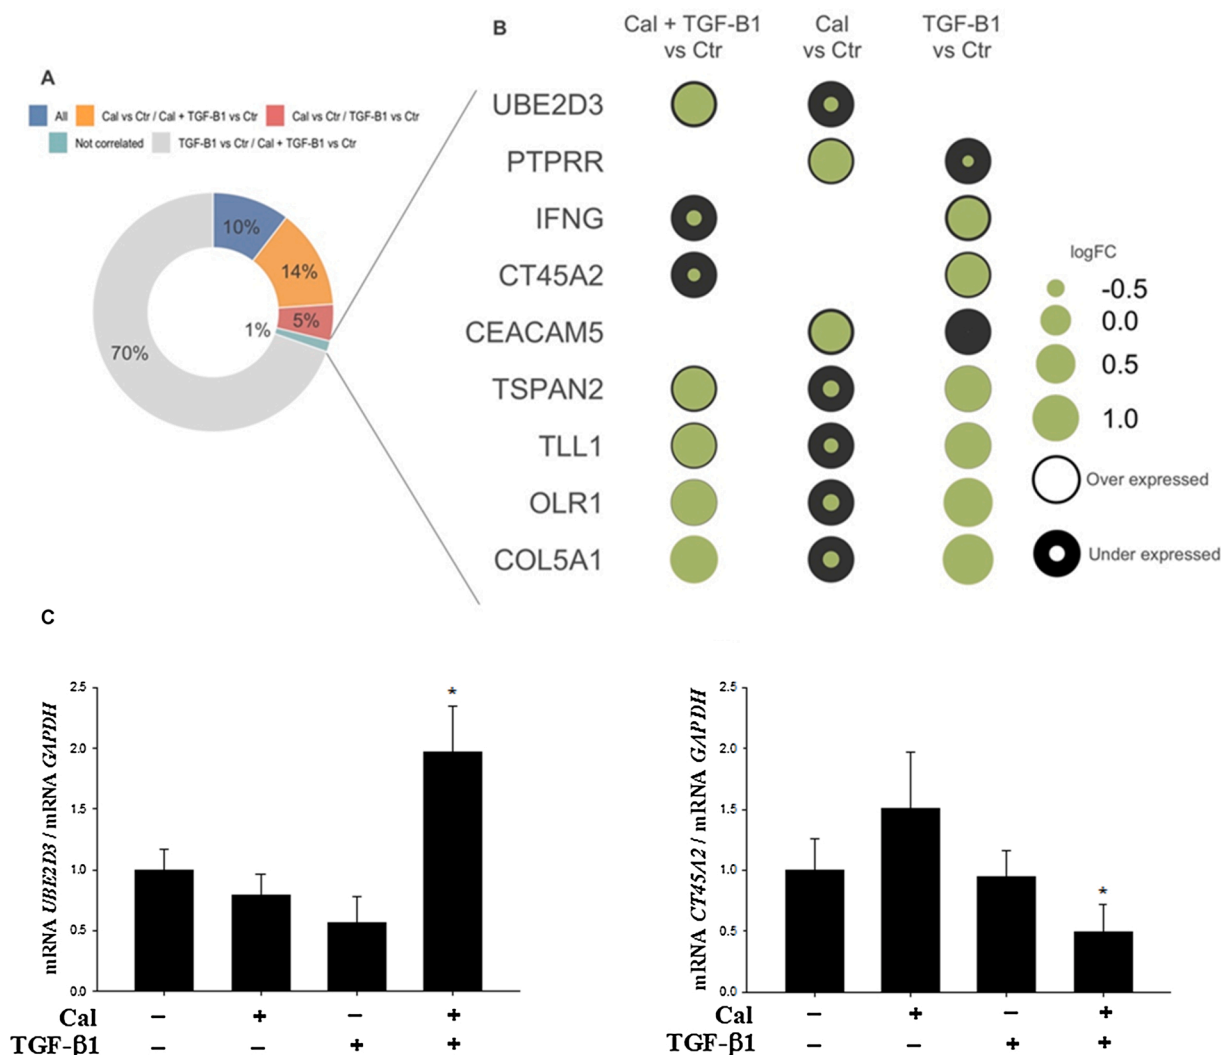 A
All Cal vs Ctr / Cal + TGF-B1 vs Ctr Cal vs Ctr / TGF-B1 vs Ctr
Not correlated TGF-B1 vs Ctr / Cal + TGF-B1 vs Ctr
10%
14%
5%
1%
70%
B
Cal + TGF-B1 Cal TGF-B1
vs Ctr vs Ctr vs Ctr
UBE2D3
PTPRR
IFNG
CT45A2
CEACAM5
TSPAN2
TLL1
OLR1
COL5A1
logFC
-0.5
0.0
0.5
1.0
Over expressed
Under expressed
C
mRNA UBE2D3 / mRNA GAPDH
2.5
2.0
1.5
1.0
0.5
0.0
*
Cal – + – +
TGF-β1 – – + +
mRNA CT45A2 / mRNA GAPDH
2.5
2.0
1.5
1.0
0.5
0.0
*
Cal – + – +
TGF-β1 – – + +